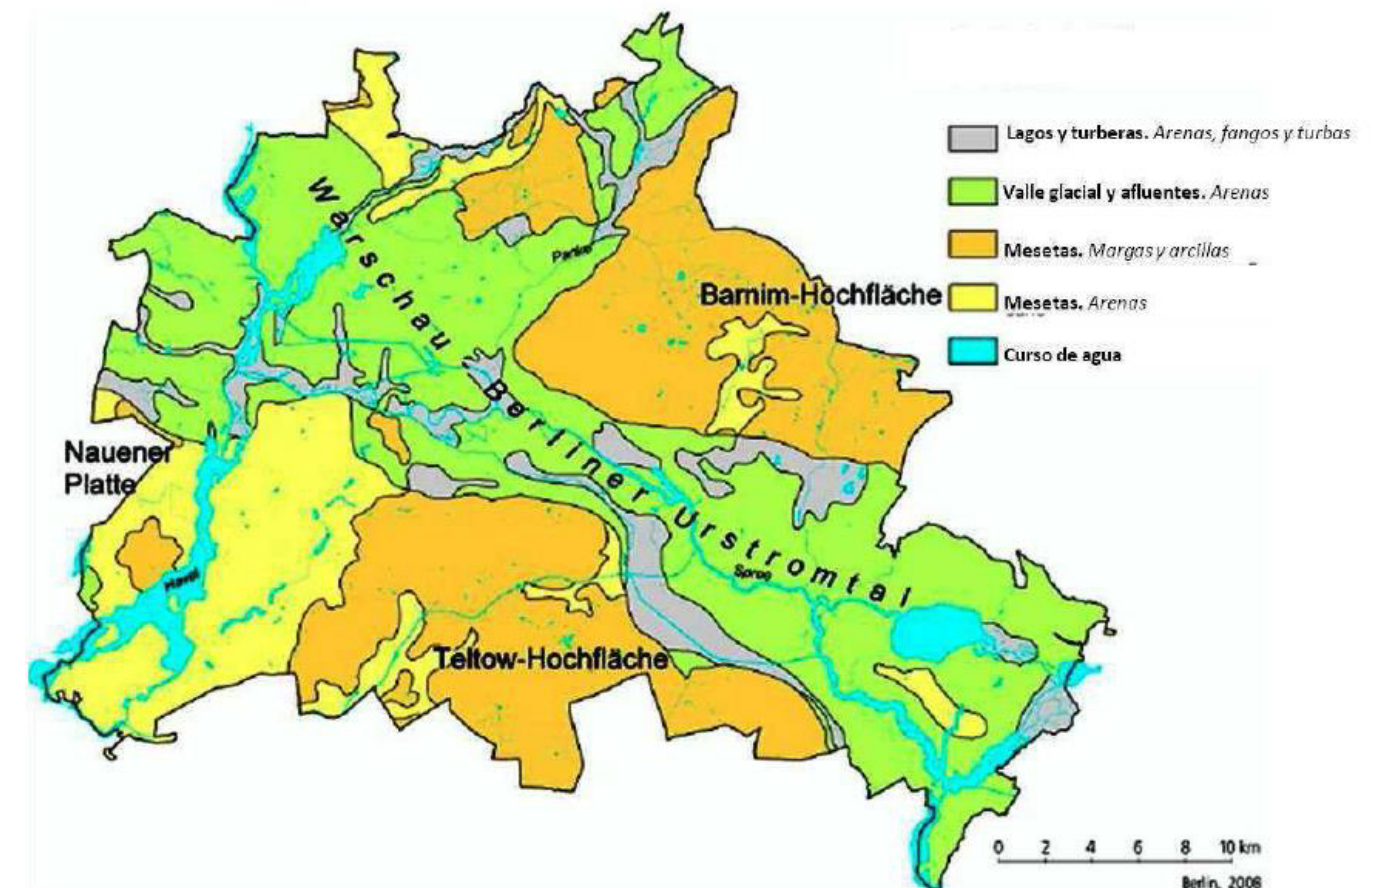 Lagos y turberas. Arenas, fangos y turbas
Valle glacial y afluentes. Arenas
Mesetas. Margas y arcillas
Mesetas. Arenas
Curso de agua
Warschau Berliner Urstromtal
Panke
Barnim-Hochfläche
Nauener
Platte
Havel
Spree
Teltow-Hochfläche
0 2 4 6 8 10 km
Berlin, 2008